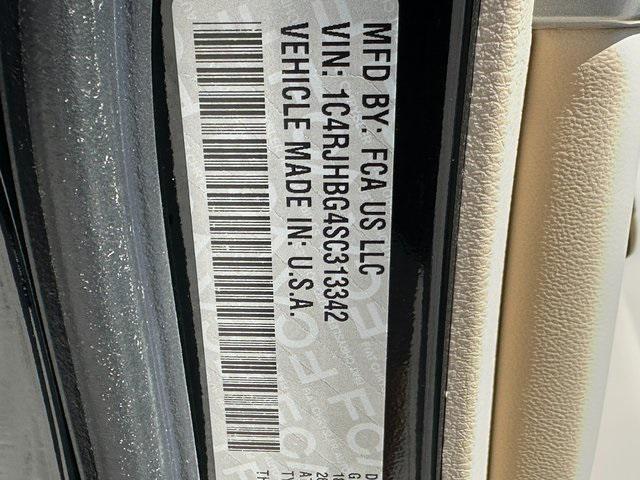 MFD BY: FCA US LLC
VIN: 1C4RJHBG4SC313342
VEHICLE MADE IN: U.S.A.